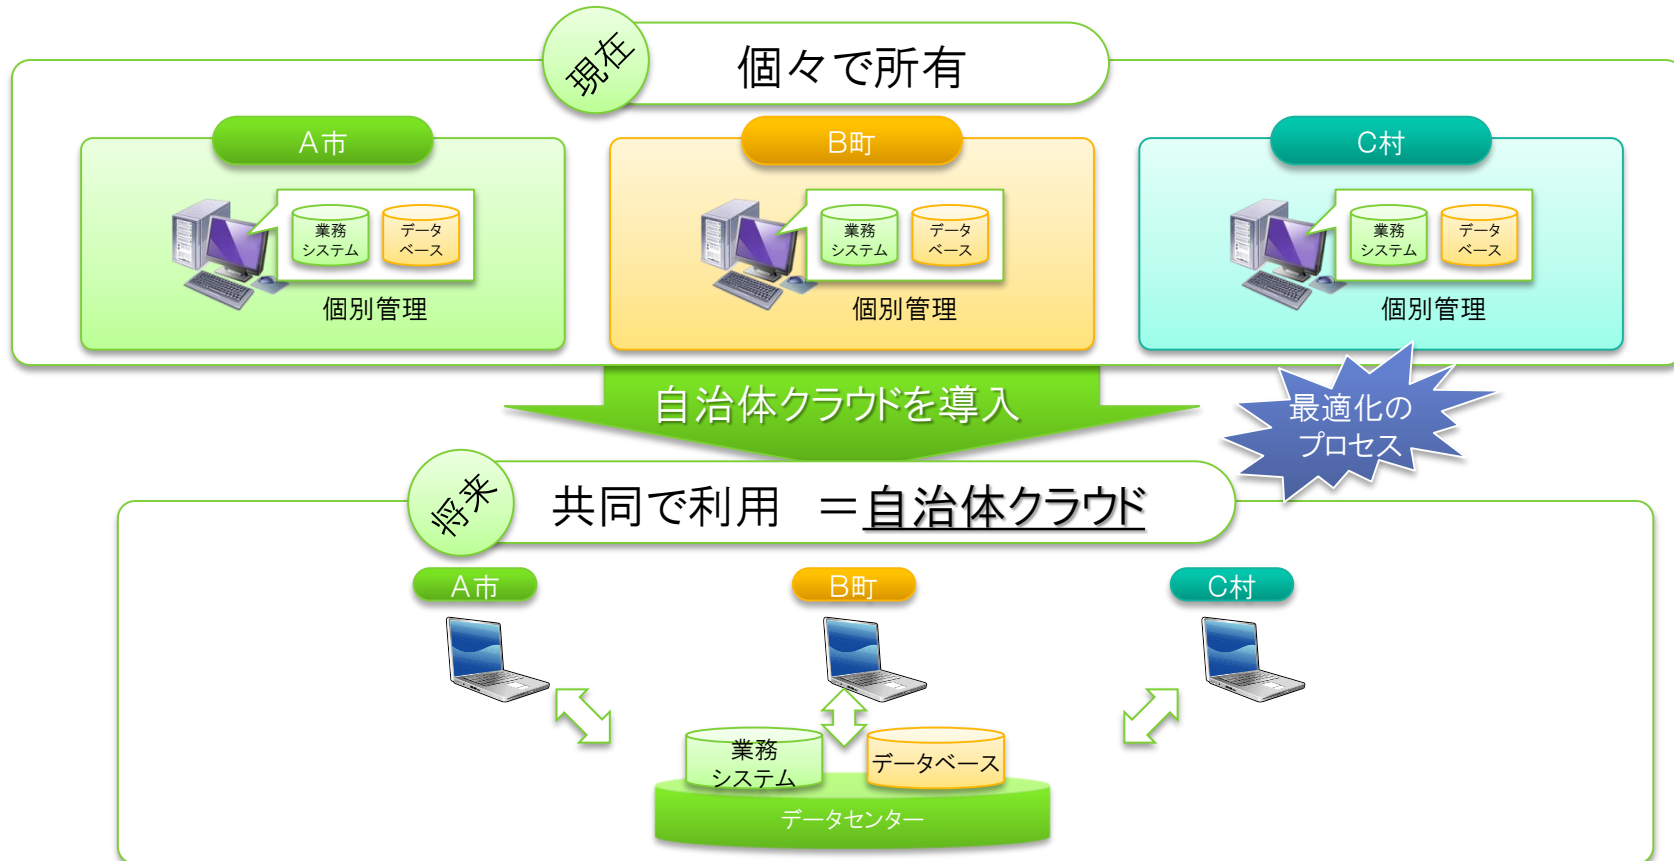 現在
個々で所有
A市
B町
C村
業務
システム
データ
ベース
個別管理
業務
システム
データ
ベース
個別管理
業務
システム
データ
ベース
個別管理
自治体クラウドを導入
最適化の
プロセス
将来
共同で利用 ＝自治体クラウド
A市
B町
C村
業務
システム
データベース
データセンター